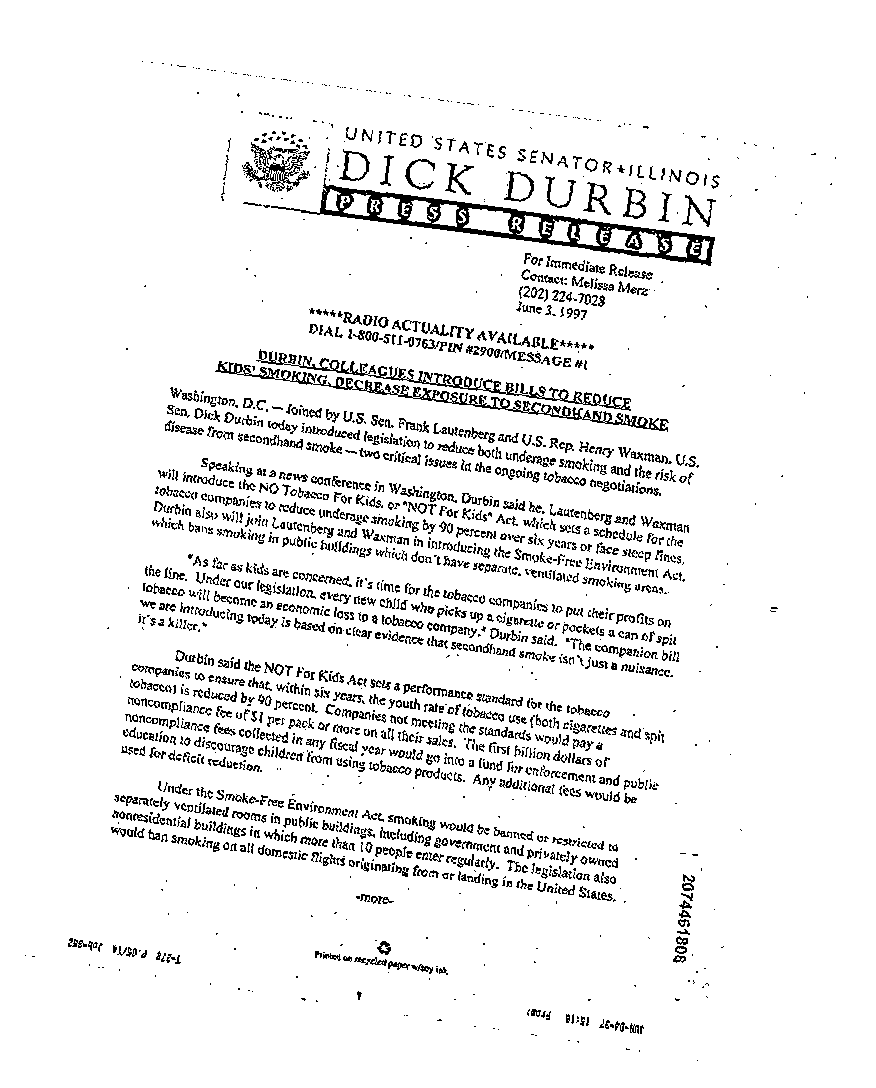 UNITED STATES SENATOR★ILLINOIS
DICK DURBIN
PRESS RELEASE
For Immediate Release
Contact: Melissa Merz
(202) 224-7028
June 3, 1997
*****RADIO ACTUALITY AVAILABLE*****
DIAL 1-800-511-0763/PIN #2900/MESSAGE #1
DURBIN, COLLEAGUES INTRODUCE BILLS TO REDUCE
KIDS' SMOKING, DECREASE EXPOSURE TO SECONDHAND SMOKE
Washington, D.C. — Joined by U.S. Sen. Frank Lautenberg and U.S. Rep. Henry Waxman, U.S.
Sen. Dick Durbin today introduced legislation to reduce both underage smoking and the risk of
disease from secondhand smoke — two critical issues in the ongoing tobacco negotiations.
Speaking at a news conference in Washington, Durbin said he, Lautenberg and Waxman
will introduce the NO Tobacco For Kids, or "NOT For Kids" Act, which sets a schedule for the
tobacco companies to reduce underage smoking by 90 percent over six years or face steep fines.
Durbin also will join Lautenberg and Waxman in introducing the Smoke-Free Environment Act,
which bans smoking in public buildings which don't have separate, ventilated smoking areas.
"As far as kids are concerned, it's time for the tobacco companies to put their profits on
the line. Under our legislation, every new child who picks up a cigarette or pockets a can of spit
tobacco will become an economic loss to a tobacco company," Durbin said. "The companion bill
we are introducing today is based on clear evidence that secondhand smoke isn't just a nuisance,
it's a killer."
Durbin said the NOT For Kids Act sets a performance standard for the tobacco
companies to ensure that, within six years, the youth rate of tobacco use (both cigarettes and spit
tobacco) is reduced by 90 percent. Companies not meeting the standards would pay a
noncompliance fee of $1 per pack or more on all their sales. The first billion dollars of
noncompliance fees collected in any fiscal year would go into a fund for enforcement and public
education to discourage children from using tobacco products. Any additional fees would be
used for deficit reduction.
Under the Smoke-Free Environment Act, smoking would be banned or restricted to
separately ventilated rooms in public buildings, including government and privately owned
nonresidential buildings in which more than 10 people enter regularly. The legislation also
would ban smoking on all domestic flights originating from or landing in the United States.
-more-
Printed on recycled paper w/soy ink.
2074461808
T-278 P.05/14 Job-882
JUN-04-97 15:18 From: